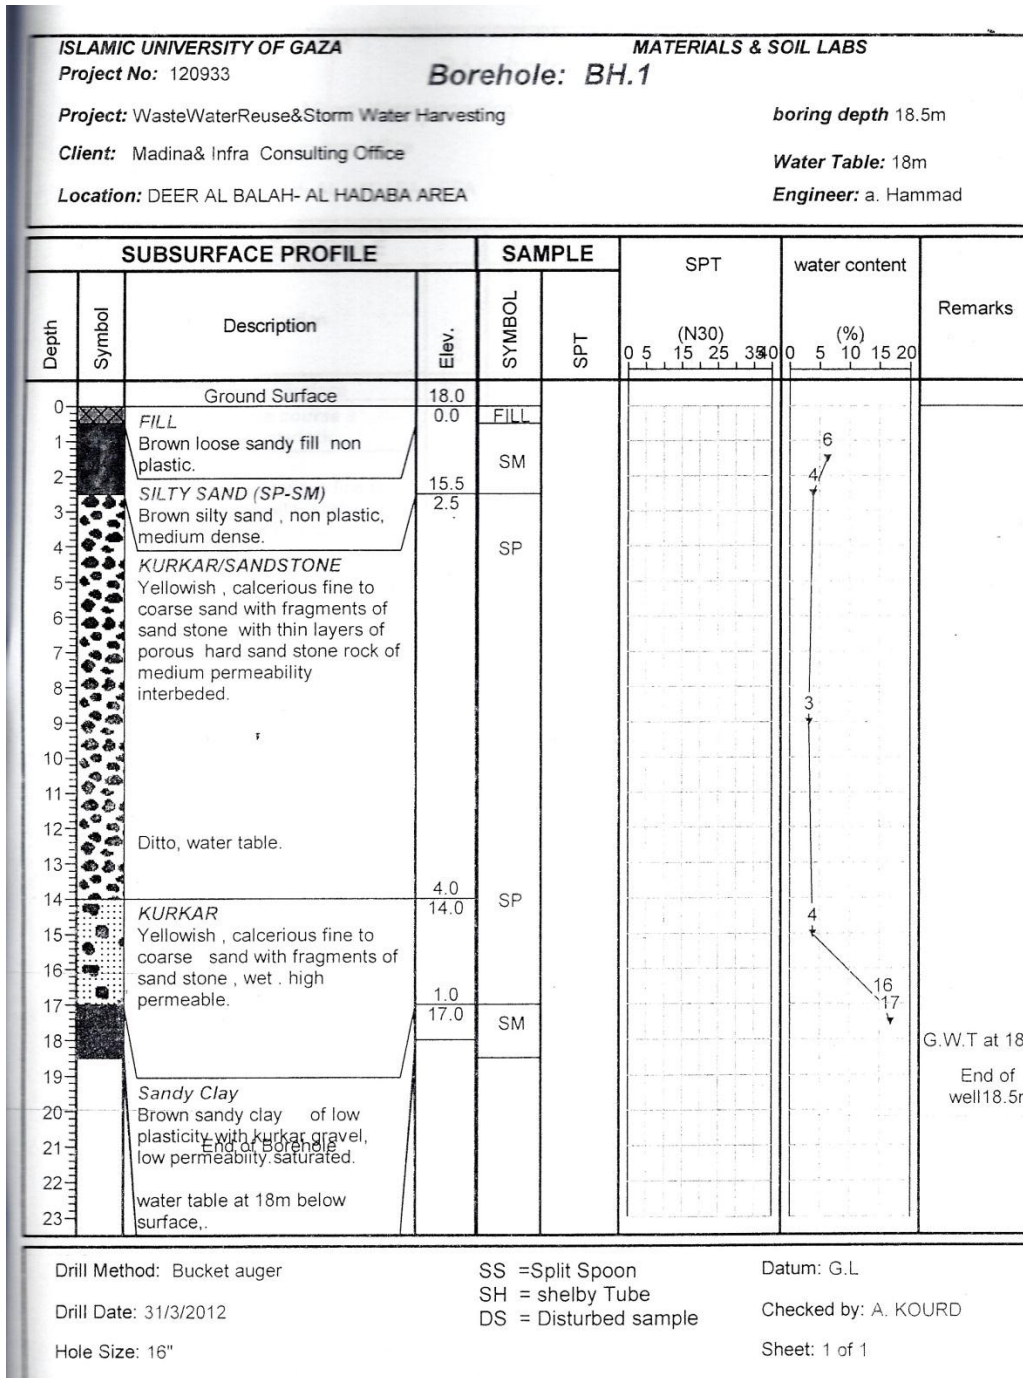 ISLAMIC UNIVERSITY OF GAZA MATERIALS & SOIL LABS
Project No: 120933 Borehole: BH.1
Project: WasteWaterReuse&Storm Water Harvesting boring depth 18.5m
Client: Madina& Infra Consulting Office Water Table: 18m
Location: DEER AL BALAH- AL HADABA AREA Engineer: a. Hammad
SUBSURFACE PROFILE SAMPLE SPT water content
Depth Symbol Description Elev. SYMBOL SPT (N30) (%) Remarks
0 5 15 25 35 40 0 5 10 15 20
Ground Surface 18.0
0 0.0 FILL
FILL
1 Brown loose sandy fill non 6
plastic. SM
2 4
SILTY SAND (SP-SM) 15.5
3 Brown silty sand , non plastic, 2.5
medium dense.
4 SP
KURKAR/SANDSTONE
5 Yellowish , calcerious fine to
coarse sand with fragments of
6 sand stone with thin layers of
7 porous hard sand stone rock of
medium permeability
8 interbeded.
3
9
10
11
12
Ditto, water table.
13
4.0
14 14.0 SP
KURKAR 4
15 Yellowish , calcerious fine to
coarse sand with fragments of
16 sand stone , wet . high 16
permeable. 1.0 17
17 17.0
SM
18 G.W.T at 18
19 End of
Sandy Clay well18.5m
20 Brown sandy clay of low
plasticity with kurkar gravel,
End of Borehole
21 low permeabiity.saturated.
22
water table at 18m below
23 surface,.
Drill Method: Bucket auger SS =Split Spoon Datum: G.L
SH = shelby Tube
Drill Date: 31/3/2012 DS = Disturbed sample Checked by: A. KOURD
Hole Size: 16" Sheet: 1 of 1